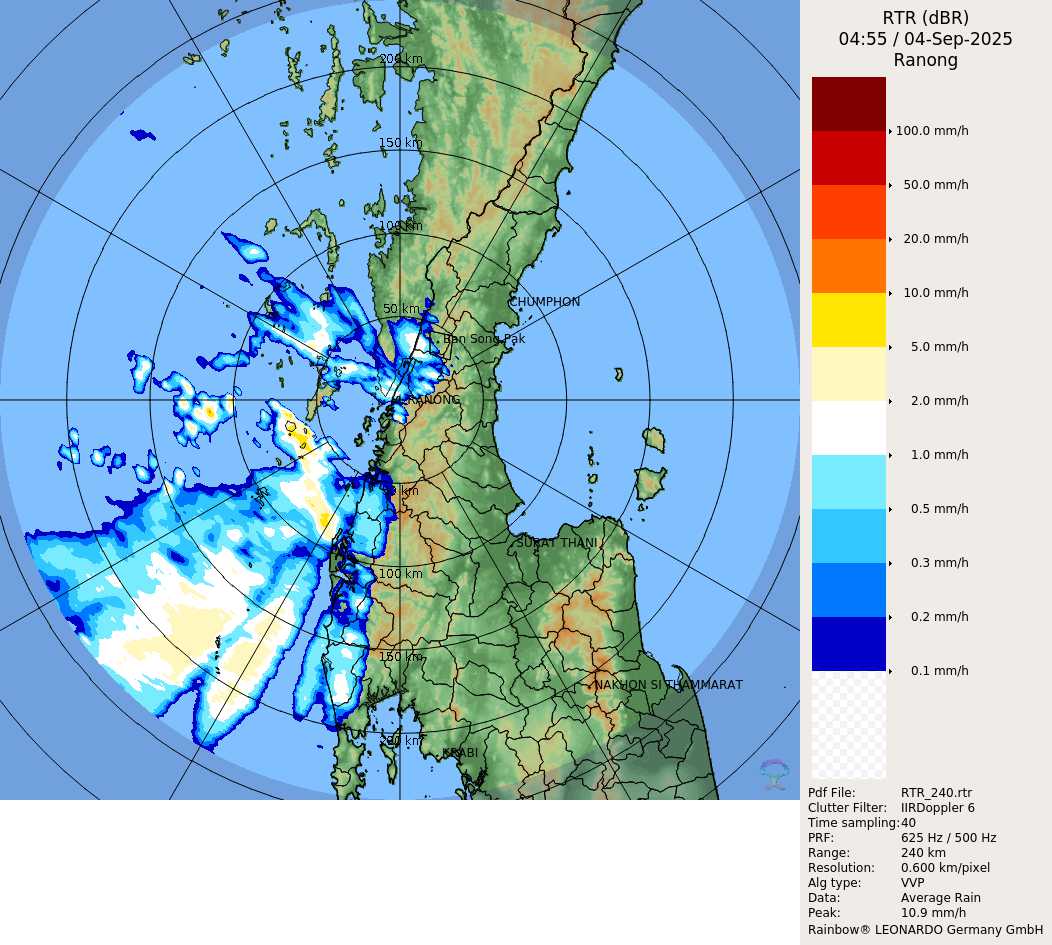 RTR (dBR)
04:55 / 04-Sep-2025
Ranong
200 km
150 km
100 km
50 km
CHUMPHON
Ban Song Pak
RANONG
50 km
SURAT THANI
100 km
150 km
NAKHON SI THAMMARAT
200 km
KRABI
100.0 mm/h
50.0 mm/h
20.0 mm/h
10.0 mm/h
5.0 mm/h
2.0 mm/h
1.0 mm/h
0.5 mm/h
0.3 mm/h
0.2 mm/h
0.1 mm/h
Pdf File: RTR_240.rtr
Clutter Filter: IIRDoppler 6
Time sampling:40
PRF: 625 Hz / 500 Hz
Range: 240 km
Resolution: 0.600 km/pixel
Alg type: VVP
Data: Average Rain
Peak: 10.9 mm/h
Rainbow® LEONARDO Germany GmbH